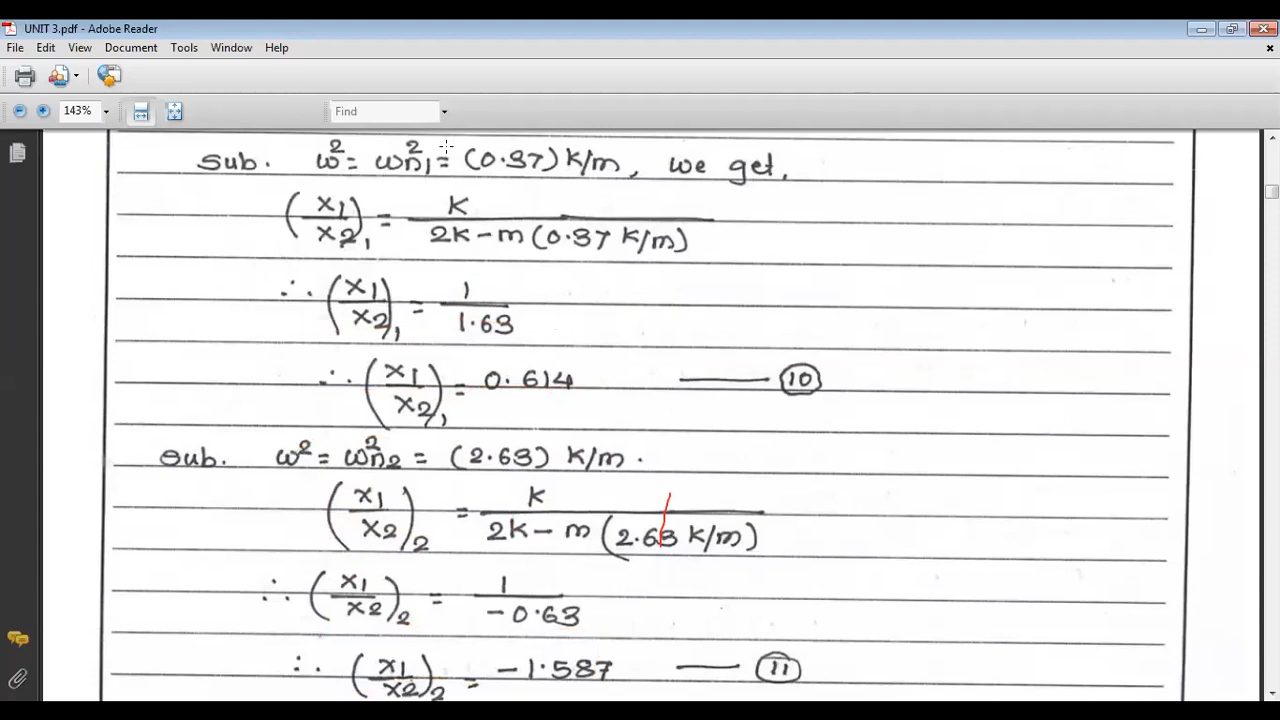 UNIT 3.pdf - Adobe Reader
File Edit View Document Tools Window Help
143% Find
Sub. ω² = ωn₁² = (0.37) K/m, we get,
(x₁/x₂)₁ = K / 2K - m (0.37 K/m)
∴ (x₁/x₂)₁ = 1 / 1.63
∴ (x₁/x₂)₁ = 0.614 —— 10
Sub. ω² = ωn₂² = (2.63) K/m.
(x₁/x₂)₂ = K / 2K - m (2.63 K/m)
∴ (x₁/x₂)₂ = 1 / -0.63
∴ (x₁/x₂)₂ = -1.587 —— 11